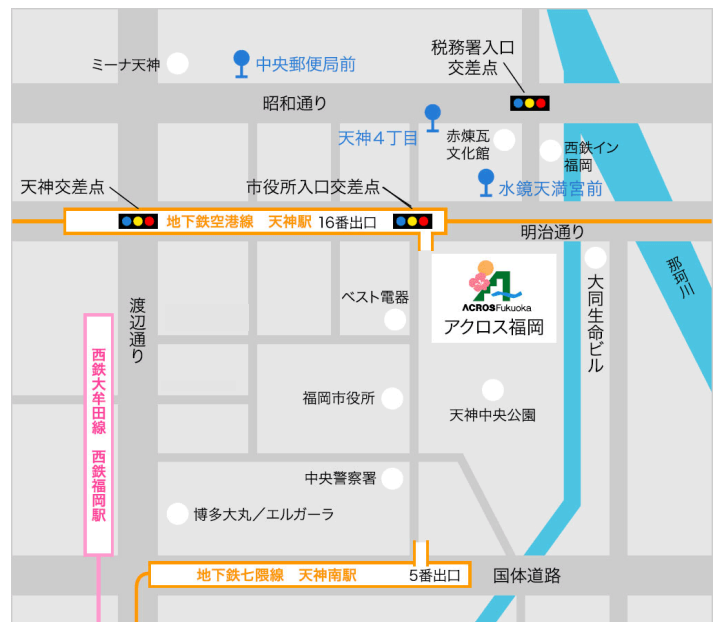 税務署入口
交差点
ミーナ天神
中央郵便局前
昭和通り
天神4丁目
赤煉瓦
文化館
西鉄イン
福岡
天神交差点
市役所入口交差点
水鏡天満宮前
地下鉄空港線 天神駅 16番出口
明治通り
那珂川
ACROS Fukuoka
アクロス福岡
大同生命ビル
ベスト電器
渡辺通り
西鉄大牟田線 西鉄福岡駅
福岡市役所
天神中央公園
中央警察署
博多大丸／エルガーラ
地下鉄七隈線 天神南駅 5番出口
国体道路